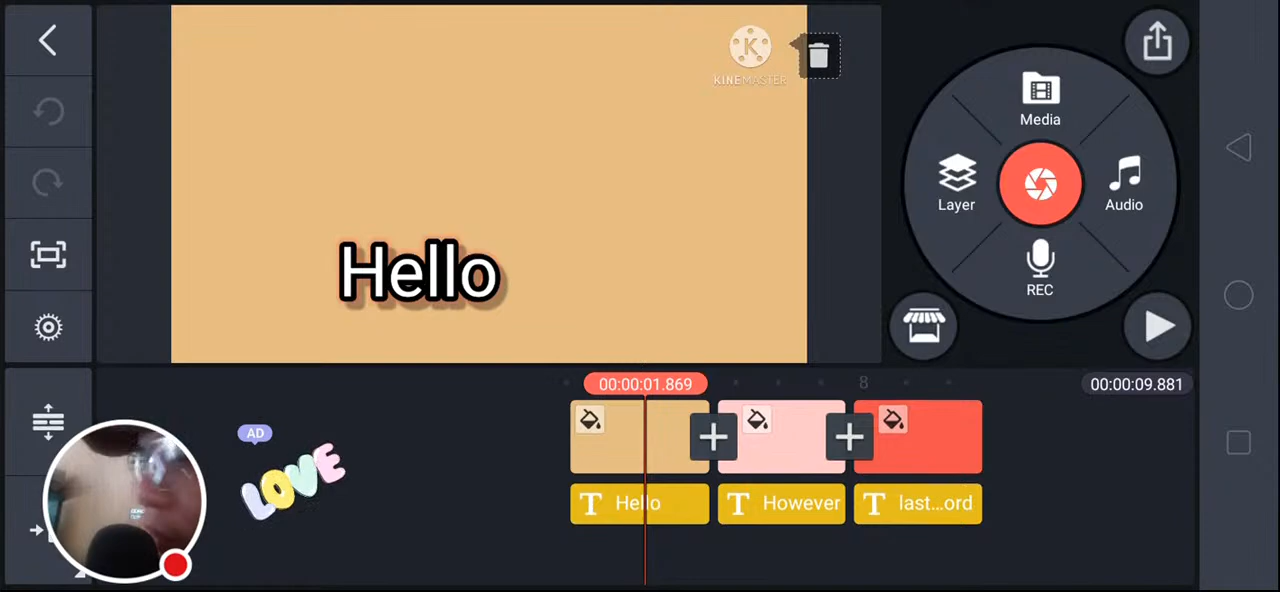 KINEMASTER
Media
Layer
Audio
REC
Hello
00:00:01.869
8
00:00:09.881
AD
LOVE
T Hello
T However
T last...ord